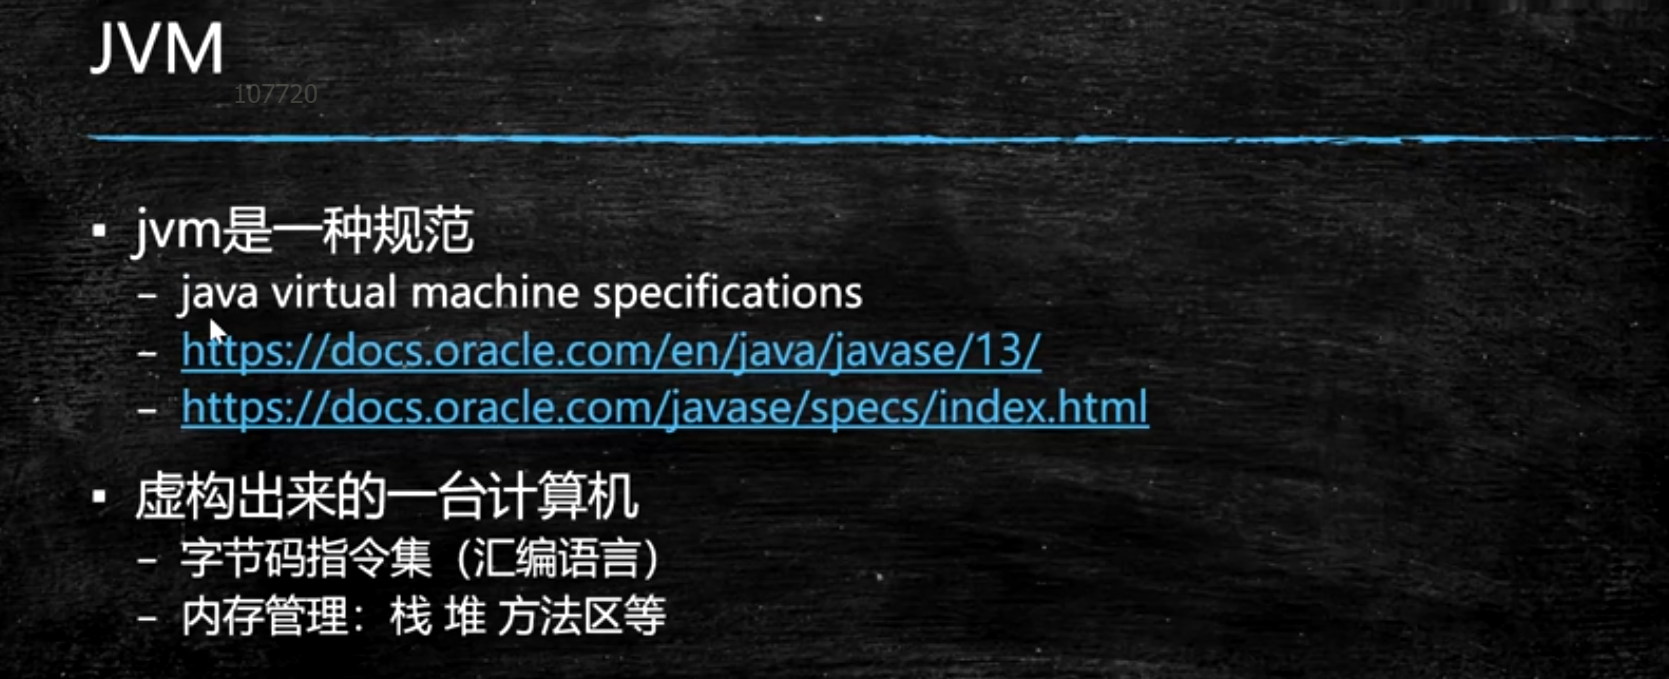 JVM
107720
▪ jvm是一种规范
– java virtual machine specifications
– https://docs.oracle.com/en/java/javase/13/
– https://docs.oracle.com/javase/specs/index.html
▪ 虚构出来的一台计算机
– 字节码指令集（汇编语言）
– 内存管理：栈 堆 方法区等